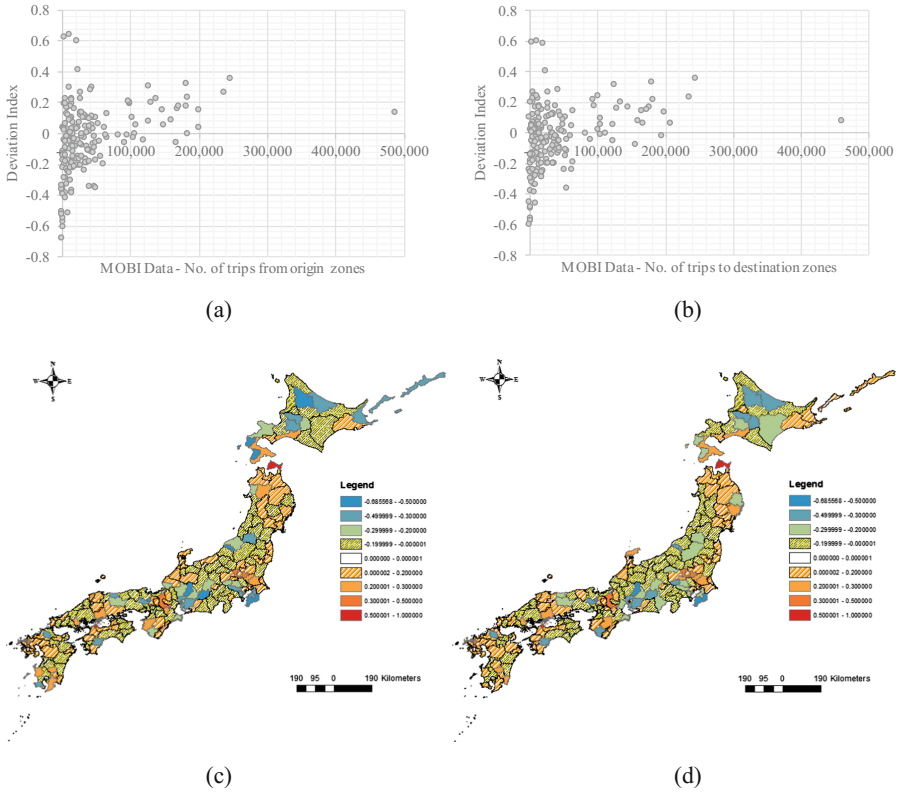 (a)
0.8
0.6
0.4
0.2
0
-0.2
-0.4
-0.6
-0.8
100,000 200,000 300,000 400,000 500,000
Deviation Index
MOBI Data - No. of trips from origin zones
(a)
(b)
0.8
0.6
0.4
0.2
0
-0.2
-0.4
-0.6
-0.8
100,000 200,000 300,000 400,000 500,000
Deviation Index
MOBI Data - No. of trips to destination zones
(b)
N
W E
S
Legend
-0.685568 - -0.500000
-0.499999 - -0.300000
-0.299999 - -0.200000
-0.199999 - -0.000001
0.000000 - 0.000001
0.000002 - 0.200000
0.200001 - 0.300000
0.300001 - 0.500000
0.500001 - 1.000000
190 95 0 190 Kilometers
(c)
N
W E
S
Legend
-0.685568 - -0.500000
-0.499999 - -0.300000
-0.299999 - -0.200000
-0.199999 - -0.000001
0.000000 - 0.000001
0.000002 - 0.200000
0.200001 - 0.300000
0.300001 - 0.500000
0.500001 - 1.000000
190 95 0 190 Kilometers
(d)